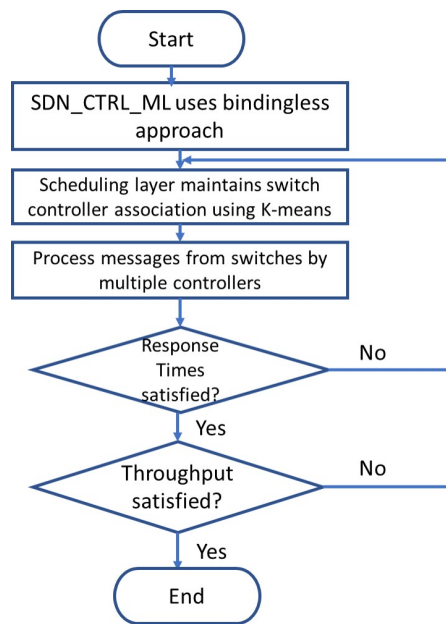 Start
SDN_CTRL_ML uses bindingless
approach
Scheduling layer maintains switch
controller association using K-means
Process messages from switches by
multiple controllers
Response
Times
satisfied?
No
Yes
Throughput
satisfied?
No
Yes
End